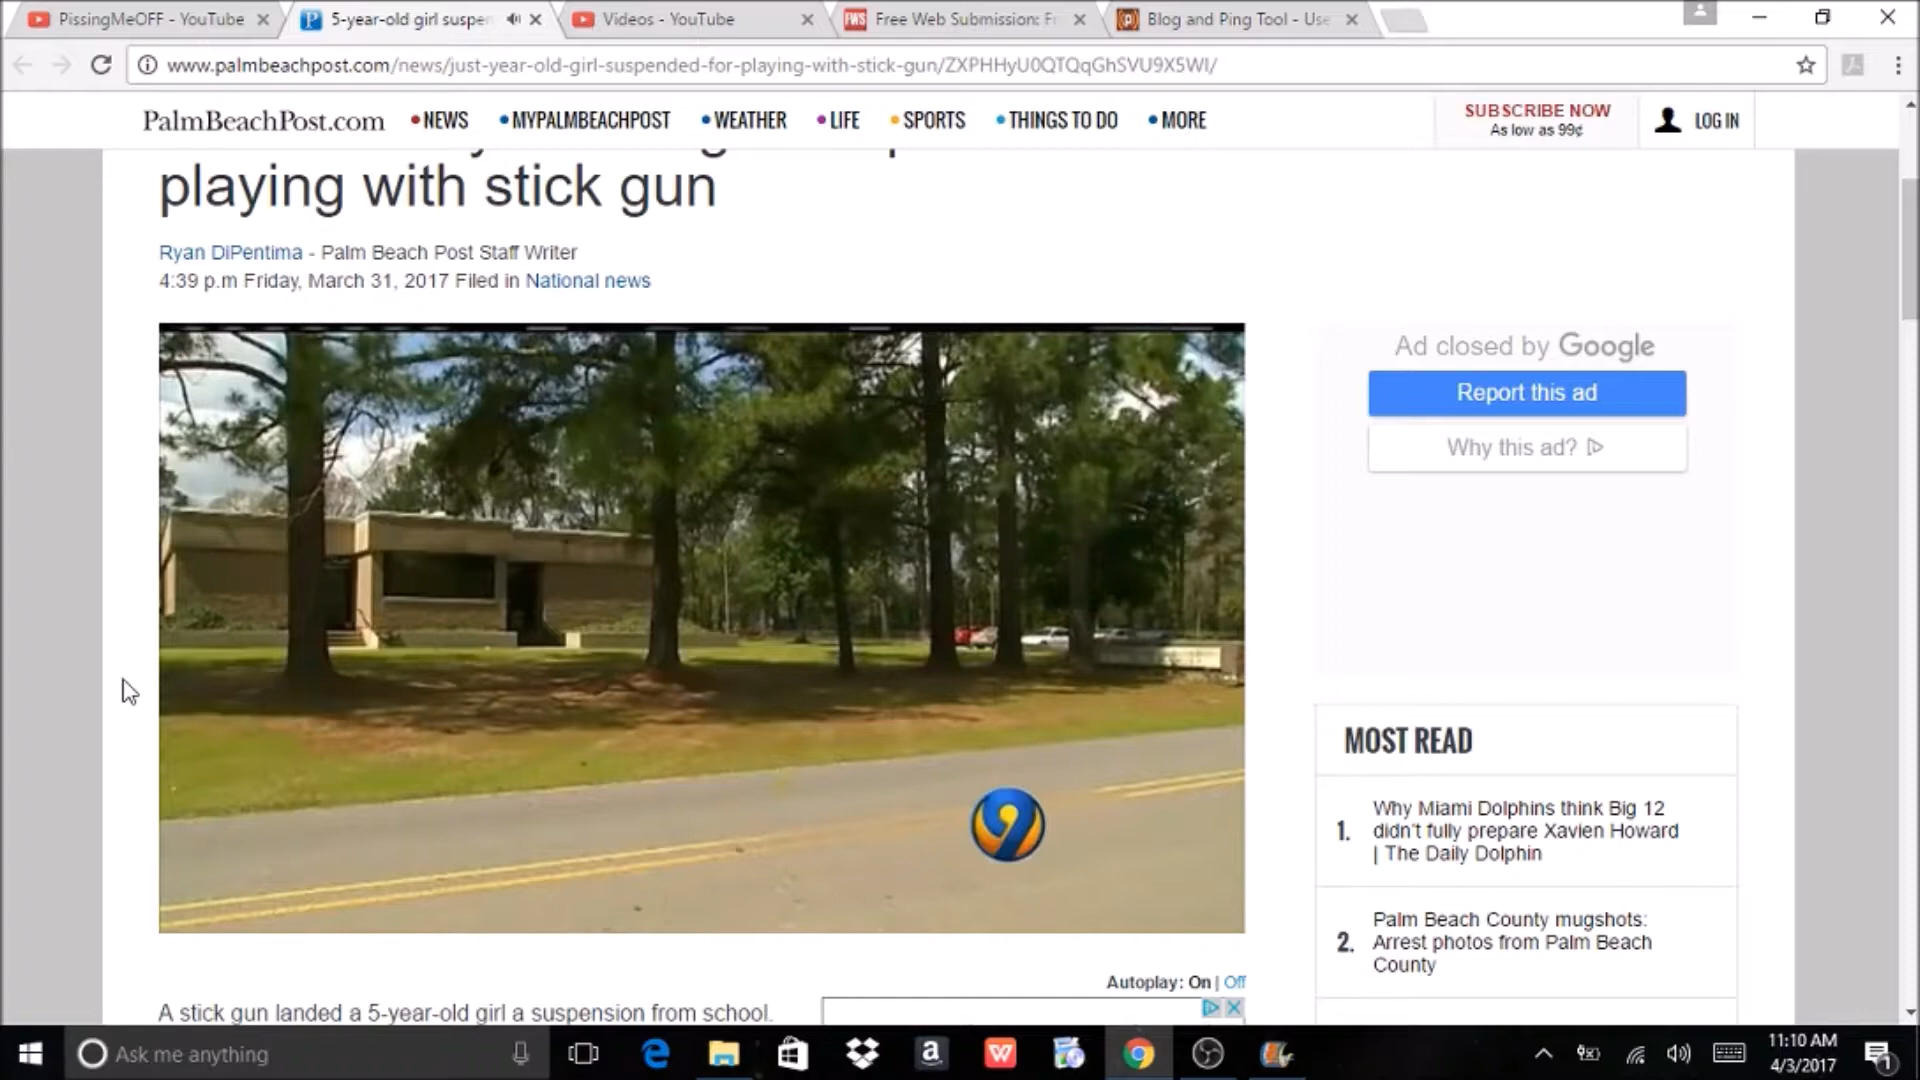 PissingMeOFF - YouTube
5-year-old girl suspen
Videos - YouTube
FWS Free Web Submission: Fr
Blog and Ping Tool - Use
www.palmbeachpost.com/news/just-year-old-girl-suspended-for-playing-with-stick-gun/ZXPHHyU0QTQqGhSVU9X5WI/
PalmBeachPost.com
NEWS
MYPALMBEACHPOST
WEATHER
LIFE
SPORTS
THINGS TO DO
MORE
SUBSCRIBE NOW
As low as 99¢
LOG IN
playing with stick gun
Ryan DiPentima - Palm Beach Post Staff Writer
4:39 p.m Friday, March 31, 2017 Filed in National news
9
Ad closed by Google
Report this ad
Why this ad?
MOST READ
1. Why Miami Dolphins think Big 12
didn't fully prepare Xavien Howard
| The Daily Dolphin
2. Palm Beach County mugshots:
Arrest photos from Palm Beach
County
Autoplay: On | Off
A stick gun landed a 5-year-old girl a suspension from school.
Ask me anything
11:10 AM
4/3/2017
1